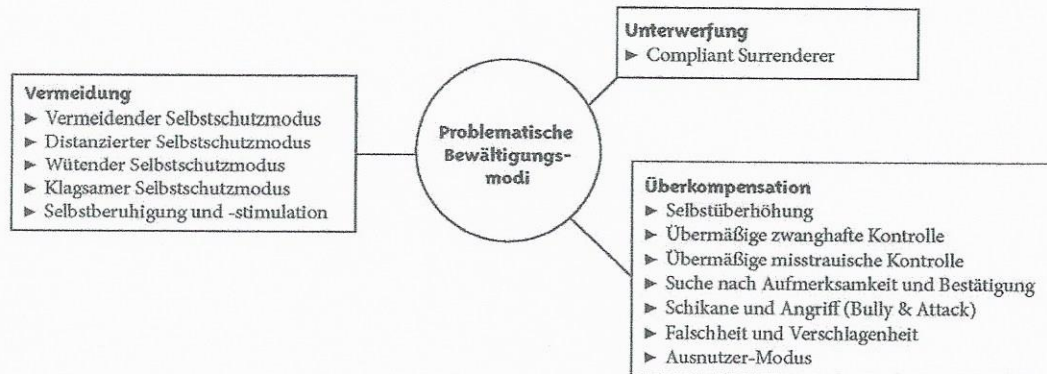 Unterwerfung
► Compliant Surrenderer
Vermeidung
► Vermeidender Selbstschutzmodus
► Distanzierter Selbstschutzmodus
► Wütender Selbstschutzmodus
► Klagsamer Selbstschutzmodus
► Selbstberuhigung und -stimulation
Problematische
Bewältigungs-
modi
Überkompensation
► Selbstüberhöhung
► Übermäßige zwanghafte Kontrolle
► Übermäßige misstrauische Kontrolle
► Suche nach Aufmerksamkeit und Bestätigung
► Schikane und Angriff (Bully & Attack)
► Falschheit und Verschlagenheit
► Ausnutzer-Modus